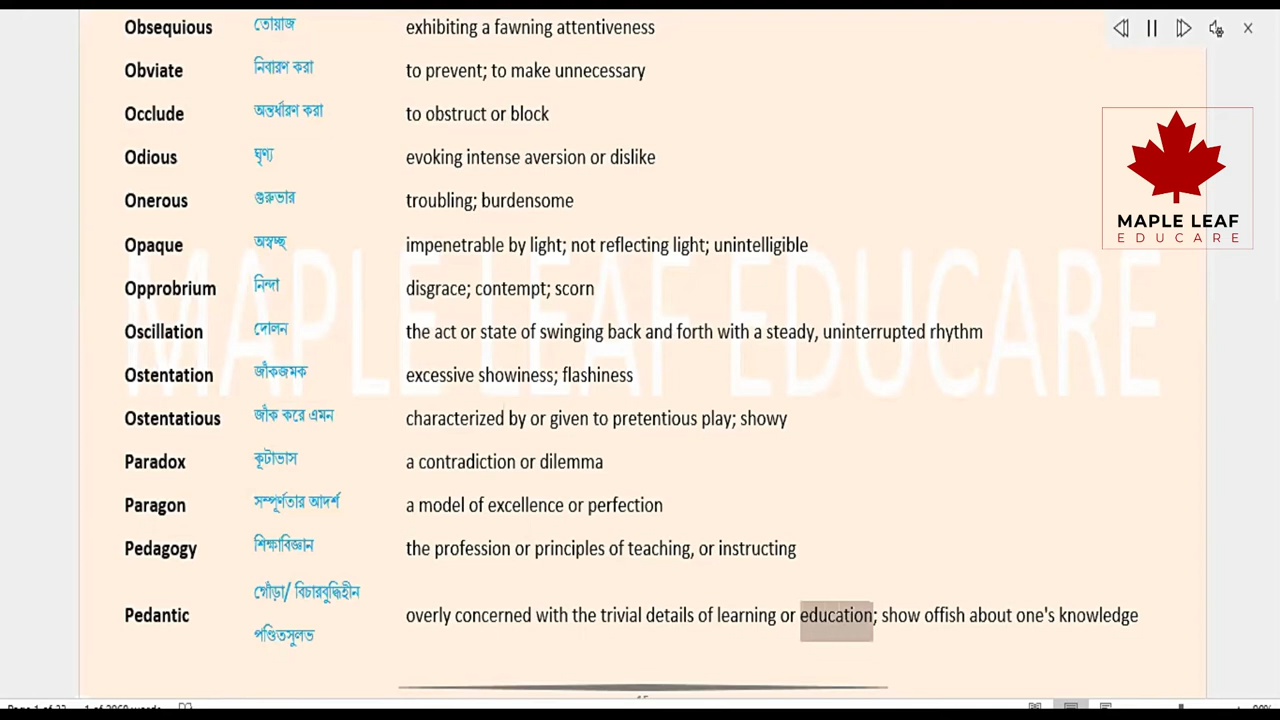 Obsequious তোয়াজ exhibiting a fawning attentiveness
Obviate নিবারণ করা to prevent; to make unnecessary
Occlude অন্তর্ধারণ করা to obstruct or block
Odious ঘৃণ্য evoking intense aversion or dislike
Onerous গুরুভার troubling; burdensome
Opaque অস্বচ্ছ impenetrable by light; not reflecting light; unintelligible
Opprobrium নিন্দা disgrace; contempt; scorn
Oscillation দোলন the act or state of swinging back and forth with a steady, uninterrupted rhythm
Ostentation জাঁকজমক excessive showiness; flashiness
Ostentatious জাঁক করে এমন characterized by or given to pretentious play; showy
Paradox কূটাভাস a contradiction or dilemma
Paragon সম্পূর্ণতার আদর্শ a model of excellence or perfection
Pedagogy শিক্ষাবিজ্ঞান the profession or principles of teaching, or instructing
Pedantic গোঁড়া/ বিচারবুদ্ধিহীন পণ্ডিতসুলভ overly concerned with the trivial details of learning or education; show offish about one's knowledge
MAPLE LEAF
EDUCARE
MAPLE LEAF EDUCARE